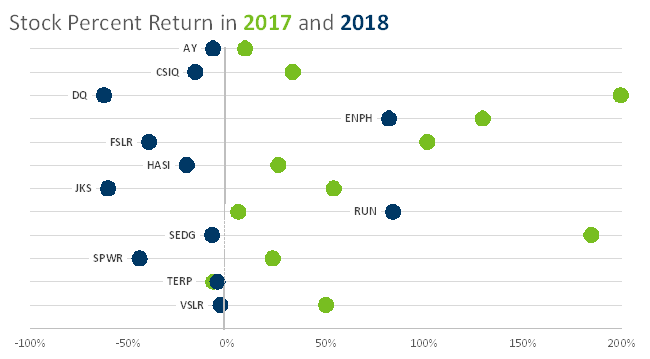 Stock Percent Return in 2017 and 2018
AY
CSIQ
DQ
ENPH
FSLR
HASI
JKS
RUN
SEDG
SPWR
TERP
VSLR
-100% -50% 0% 50% 100% 150% 200%